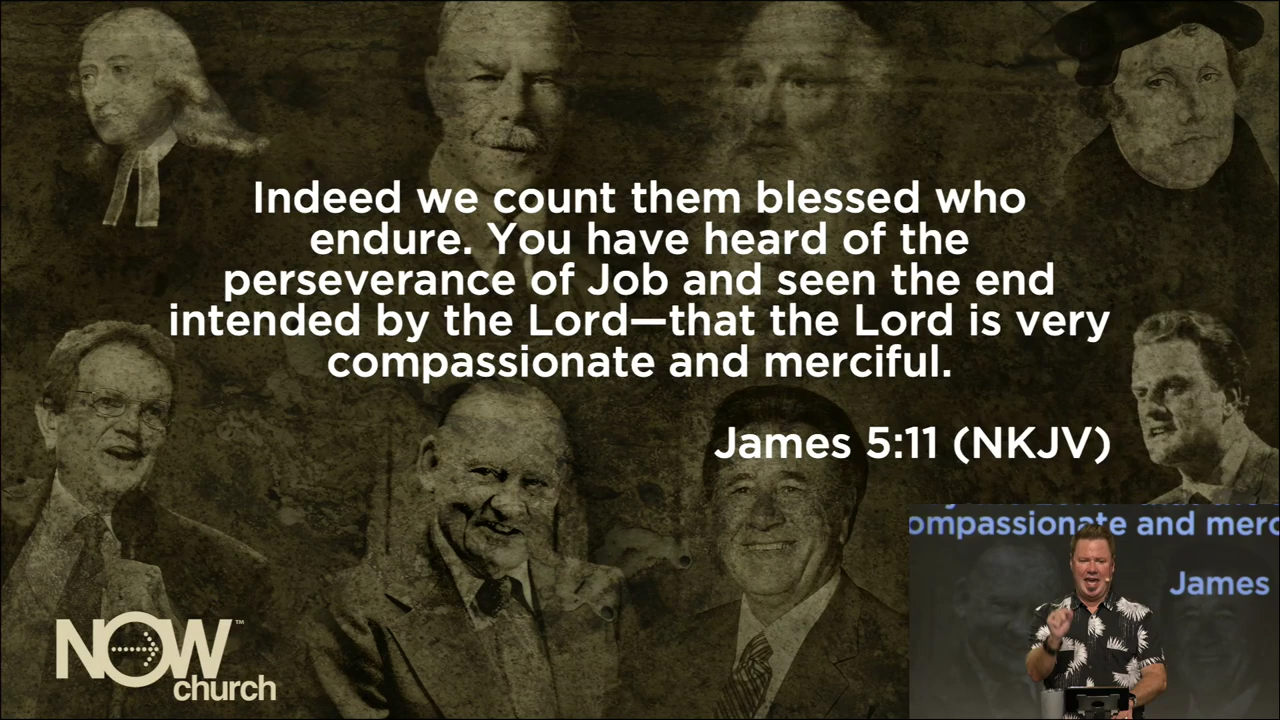 Indeed we count them blessed who
endure. You have heard of the
perseverance of Job and seen the end
intended by the Lord—that the Lord is very
compassionate and merciful.
James 5:11 (NKJV)
NOW™
church
ompassionate and merc
James